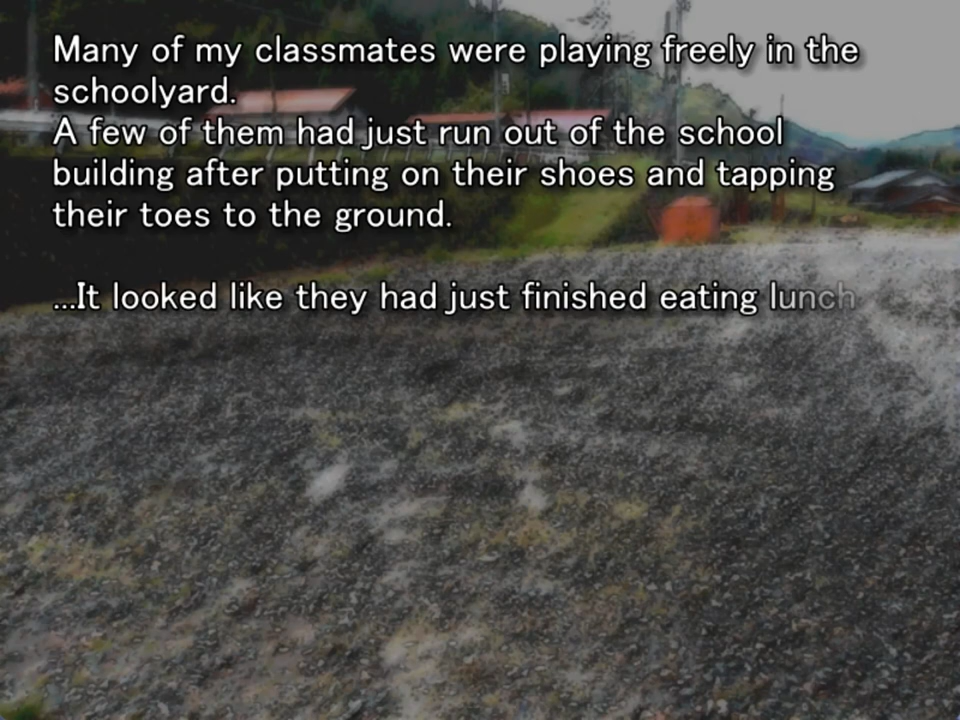 Many of my classmates were playing freely in the
schoolyard.
A few of them had just run out of the school
building after putting on their shoes and tapping
their toes to the ground.
...It looked like they had just finished eating lunch